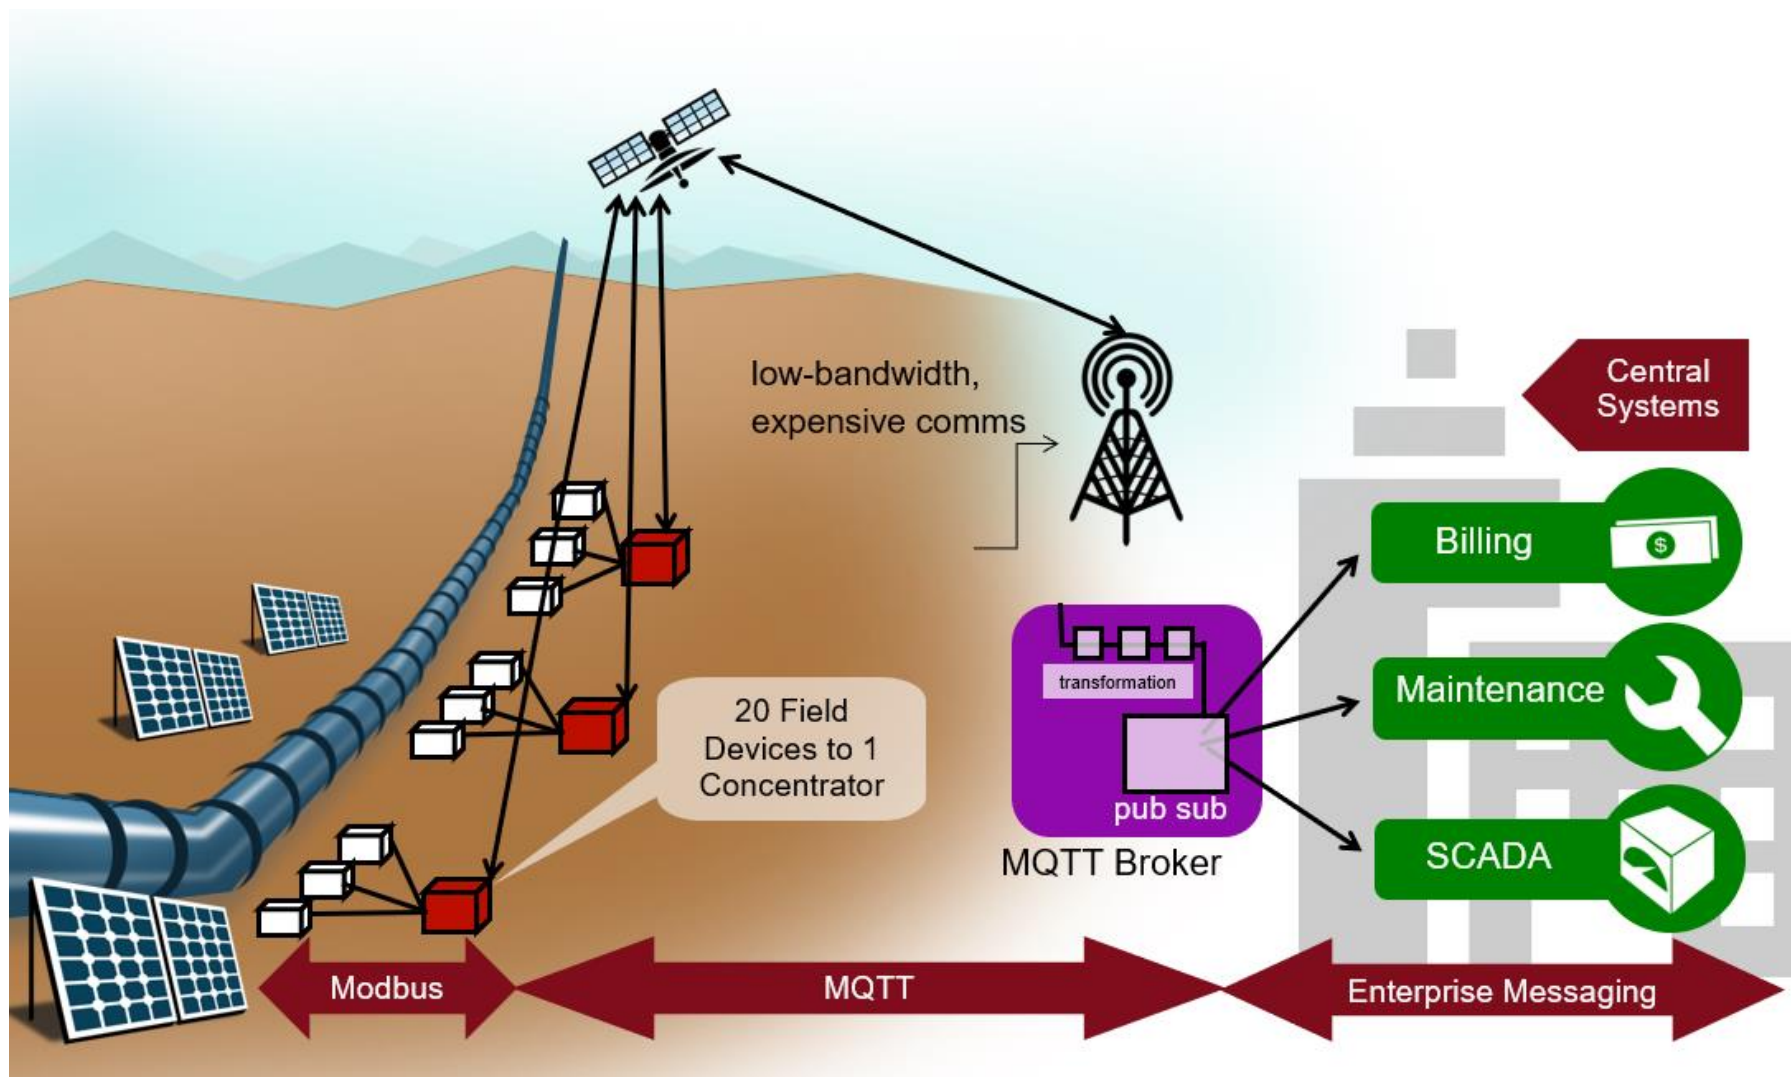 low-bandwidth,
expensive comms
Central
Systems
Billing
$
Maintenance
SCADA
transformation
pub sub
MQTT Broker
20 Field
Devices to 1
Concentrator
Modbus
MQTT
Enterprise Messaging